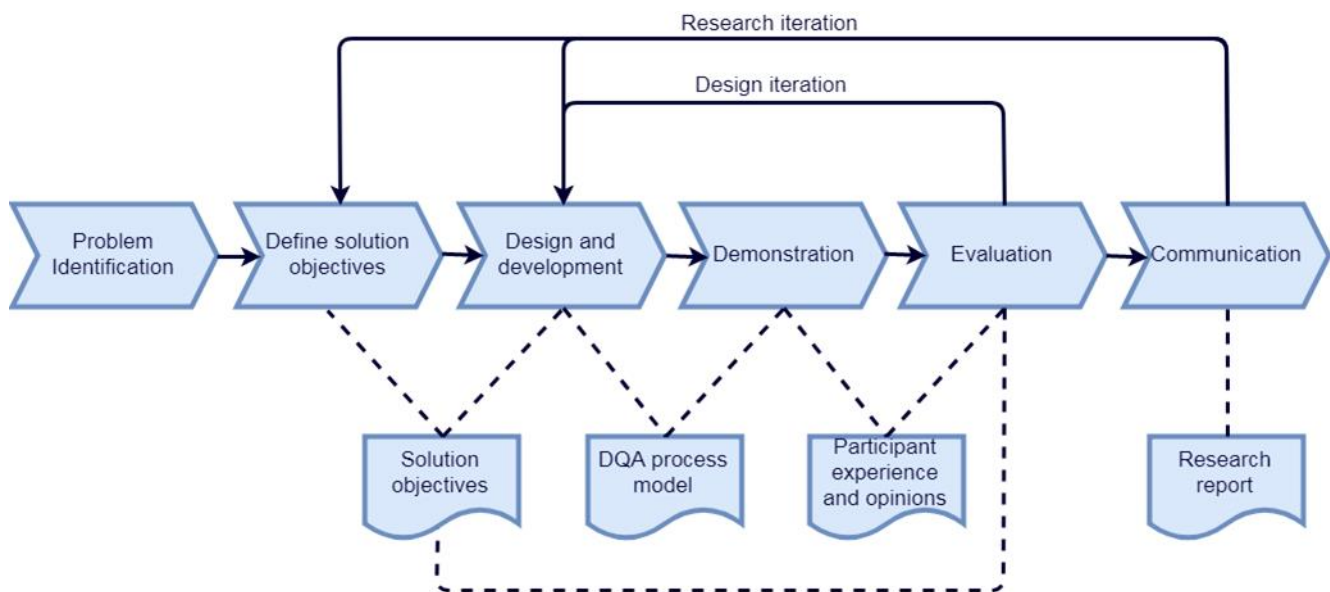 Research iteration
Design iteration
Problem
Identification
Define solution
objectives
Design and
development
Demonstration
Evaluation
Communication
Solution
objectives
DQA process
model
Participant
experience
and opinions
Research
report